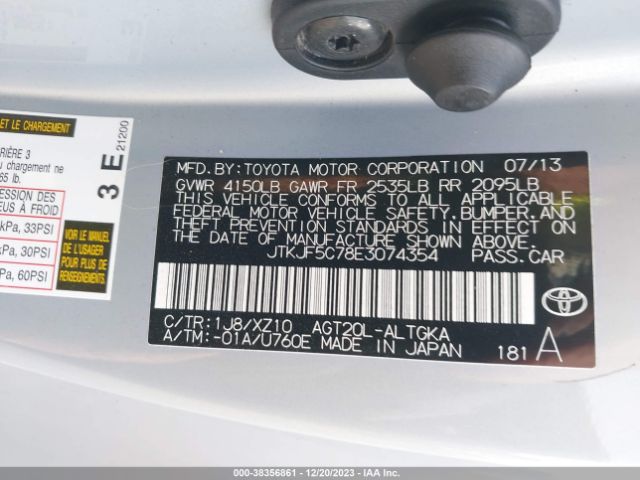 ET LE CHARGEMENT
RIÈRE 3
u chargement ne
65 lb.
ESSION DES
EUS À FROID
kPa, 33PSI
kPa, 30PSI
Pa, 60PSI
VOIR LE MANUEL
DE L'USAGER
POUR PLUS DE
RENSEIGNEMENTS.
3 E
21200
MFD.BY:TOYOTA MOTOR CORPORATION 07/13
GVWR 4150LB GAWR FR 2535LB RR 2095LB
THIS VEHICLE CONFORMS TO ALL APPLICABLE
FEDERAL MOTOR VEHICLE SAFETY,BUMPER,AND
THEFT PREVENTION STANDARDS IN EFFECT ON
THE DATE OF MANUFACTURE SHOWN ABOVE.
JTKJF5C78E3074354 PASS.CAR
C/TR:1J8/XZ10 AGT20L-ALTGKA
A/TM:-01A/U760E MADE IN JAPAN
181 A
000-38356861 - 12/20/2023 - IAA Inc.